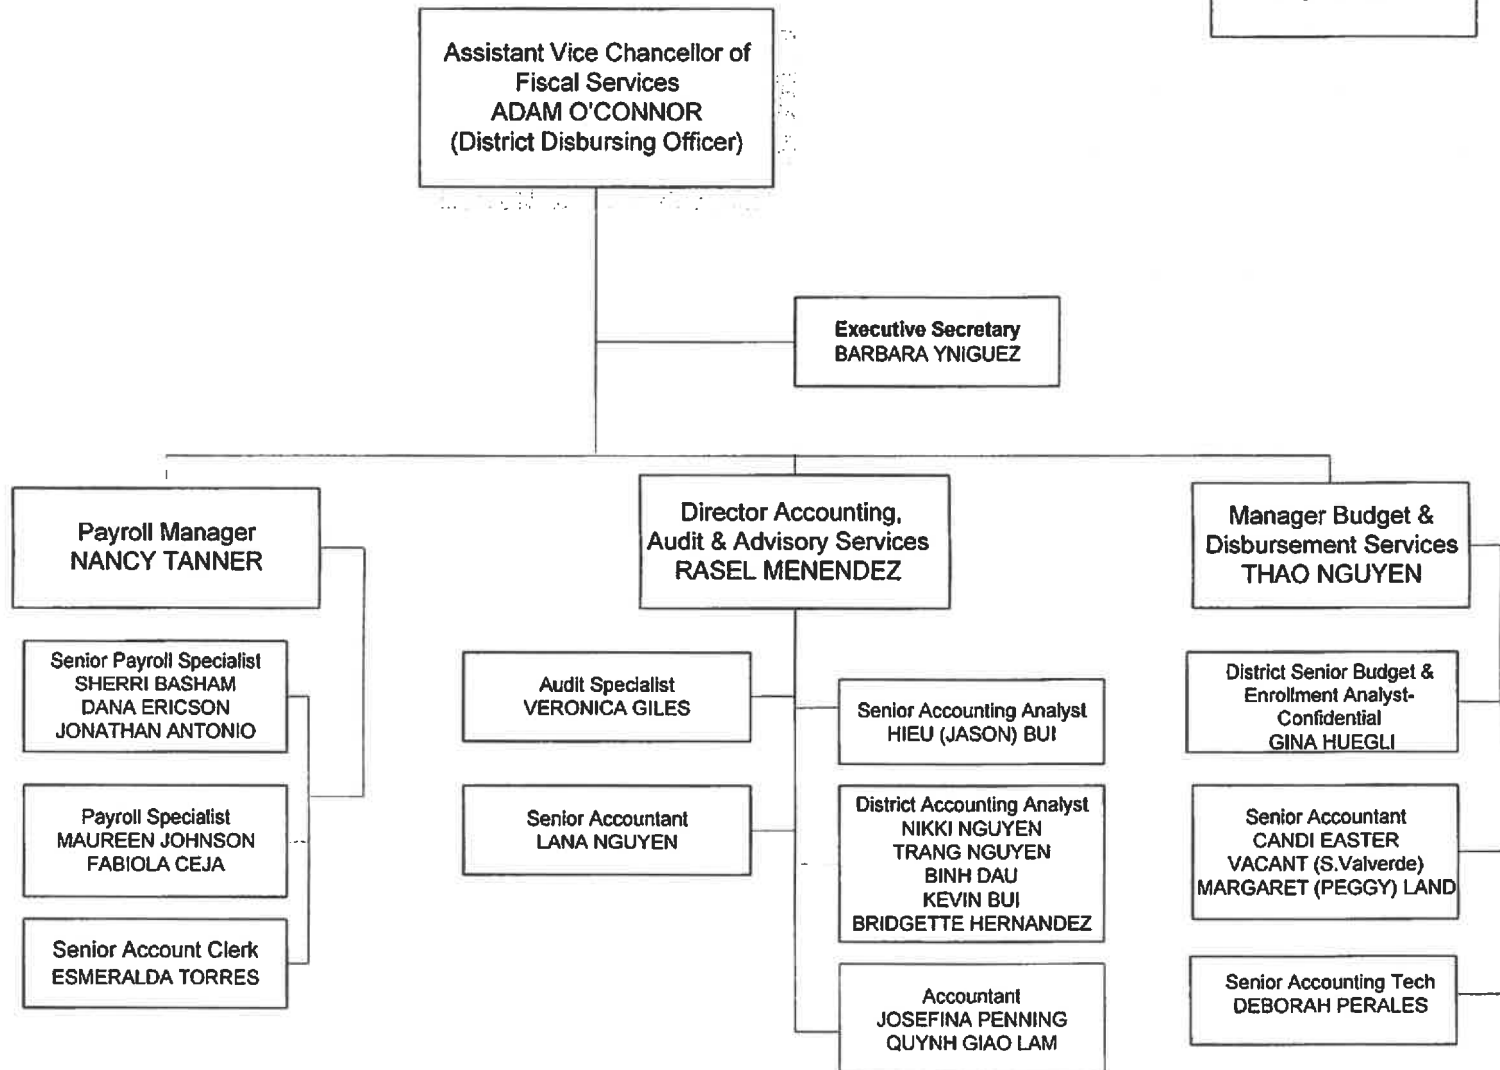 Assistant Vice Chancellor of
Fiscal Services
ADAM O'CONNOR
(District Disbursing Officer)
Executive Secretary
BARBARA YNIGUEZ
Payroll Manager
NANCY TANNER
Senior Payroll Specialist
SHERRI BASHAM
DANA ERICSON
JONATHAN ANTONIO
Payroll Specialist
MAUREEN JOHNSON
FABIOLA CEJA
Senior Account Clerk
ESMERALDA TORRES
Director Accounting,
Audit & Advisory Services
RASEL MENENDEZ
Audit Specialist
VERONICA GILES
Senior Accountant
LANA NGUYEN
Senior Accounting Analyst
HIEU (JASON) BUI
District Accounting Analyst
NIKKI NGUYEN
TRANG NGUYEN
BINH DAU
KEVIN BUI
BRIDGETTE HERNANDEZ
Accountant
JOSEFINA PENNING
QUYNH GIAO LAM
Manager Budget &
Disbursement Services
THAO NGUYEN
District Senior Budget &
Enrollment Analyst-
Confidential
GINA HUEGLI
Senior Accountant
CANDI EASTER
VACANT (S.Valverde)
MARGARET (PEGGY) LAND
Senior Accounting Tech
DEBORAH PERALES